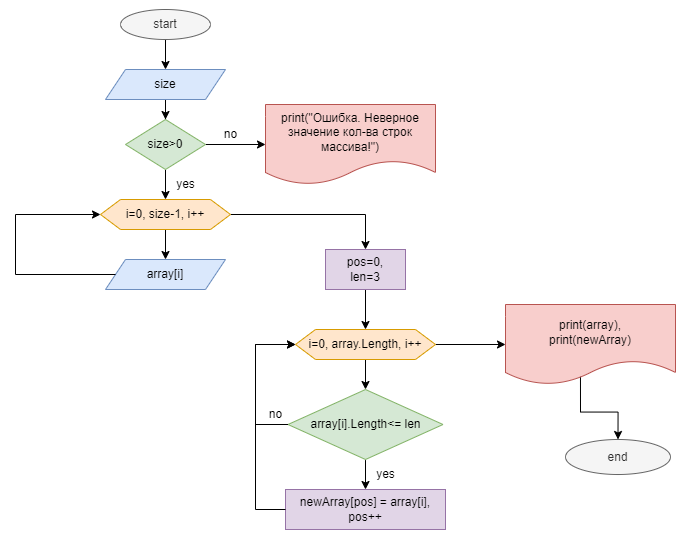 start
size
size>0
no
print("Ошибка. Неверное
значение кол-ва строк
массива!")
yes
i=0, size-1, i++
array[i]
pos=0,
len=3
i=0, array.Length, i++
print(array),
print(newArray)
array[i].Length<= len
no
yes
end
newArray[pos] = array[i],
pos++